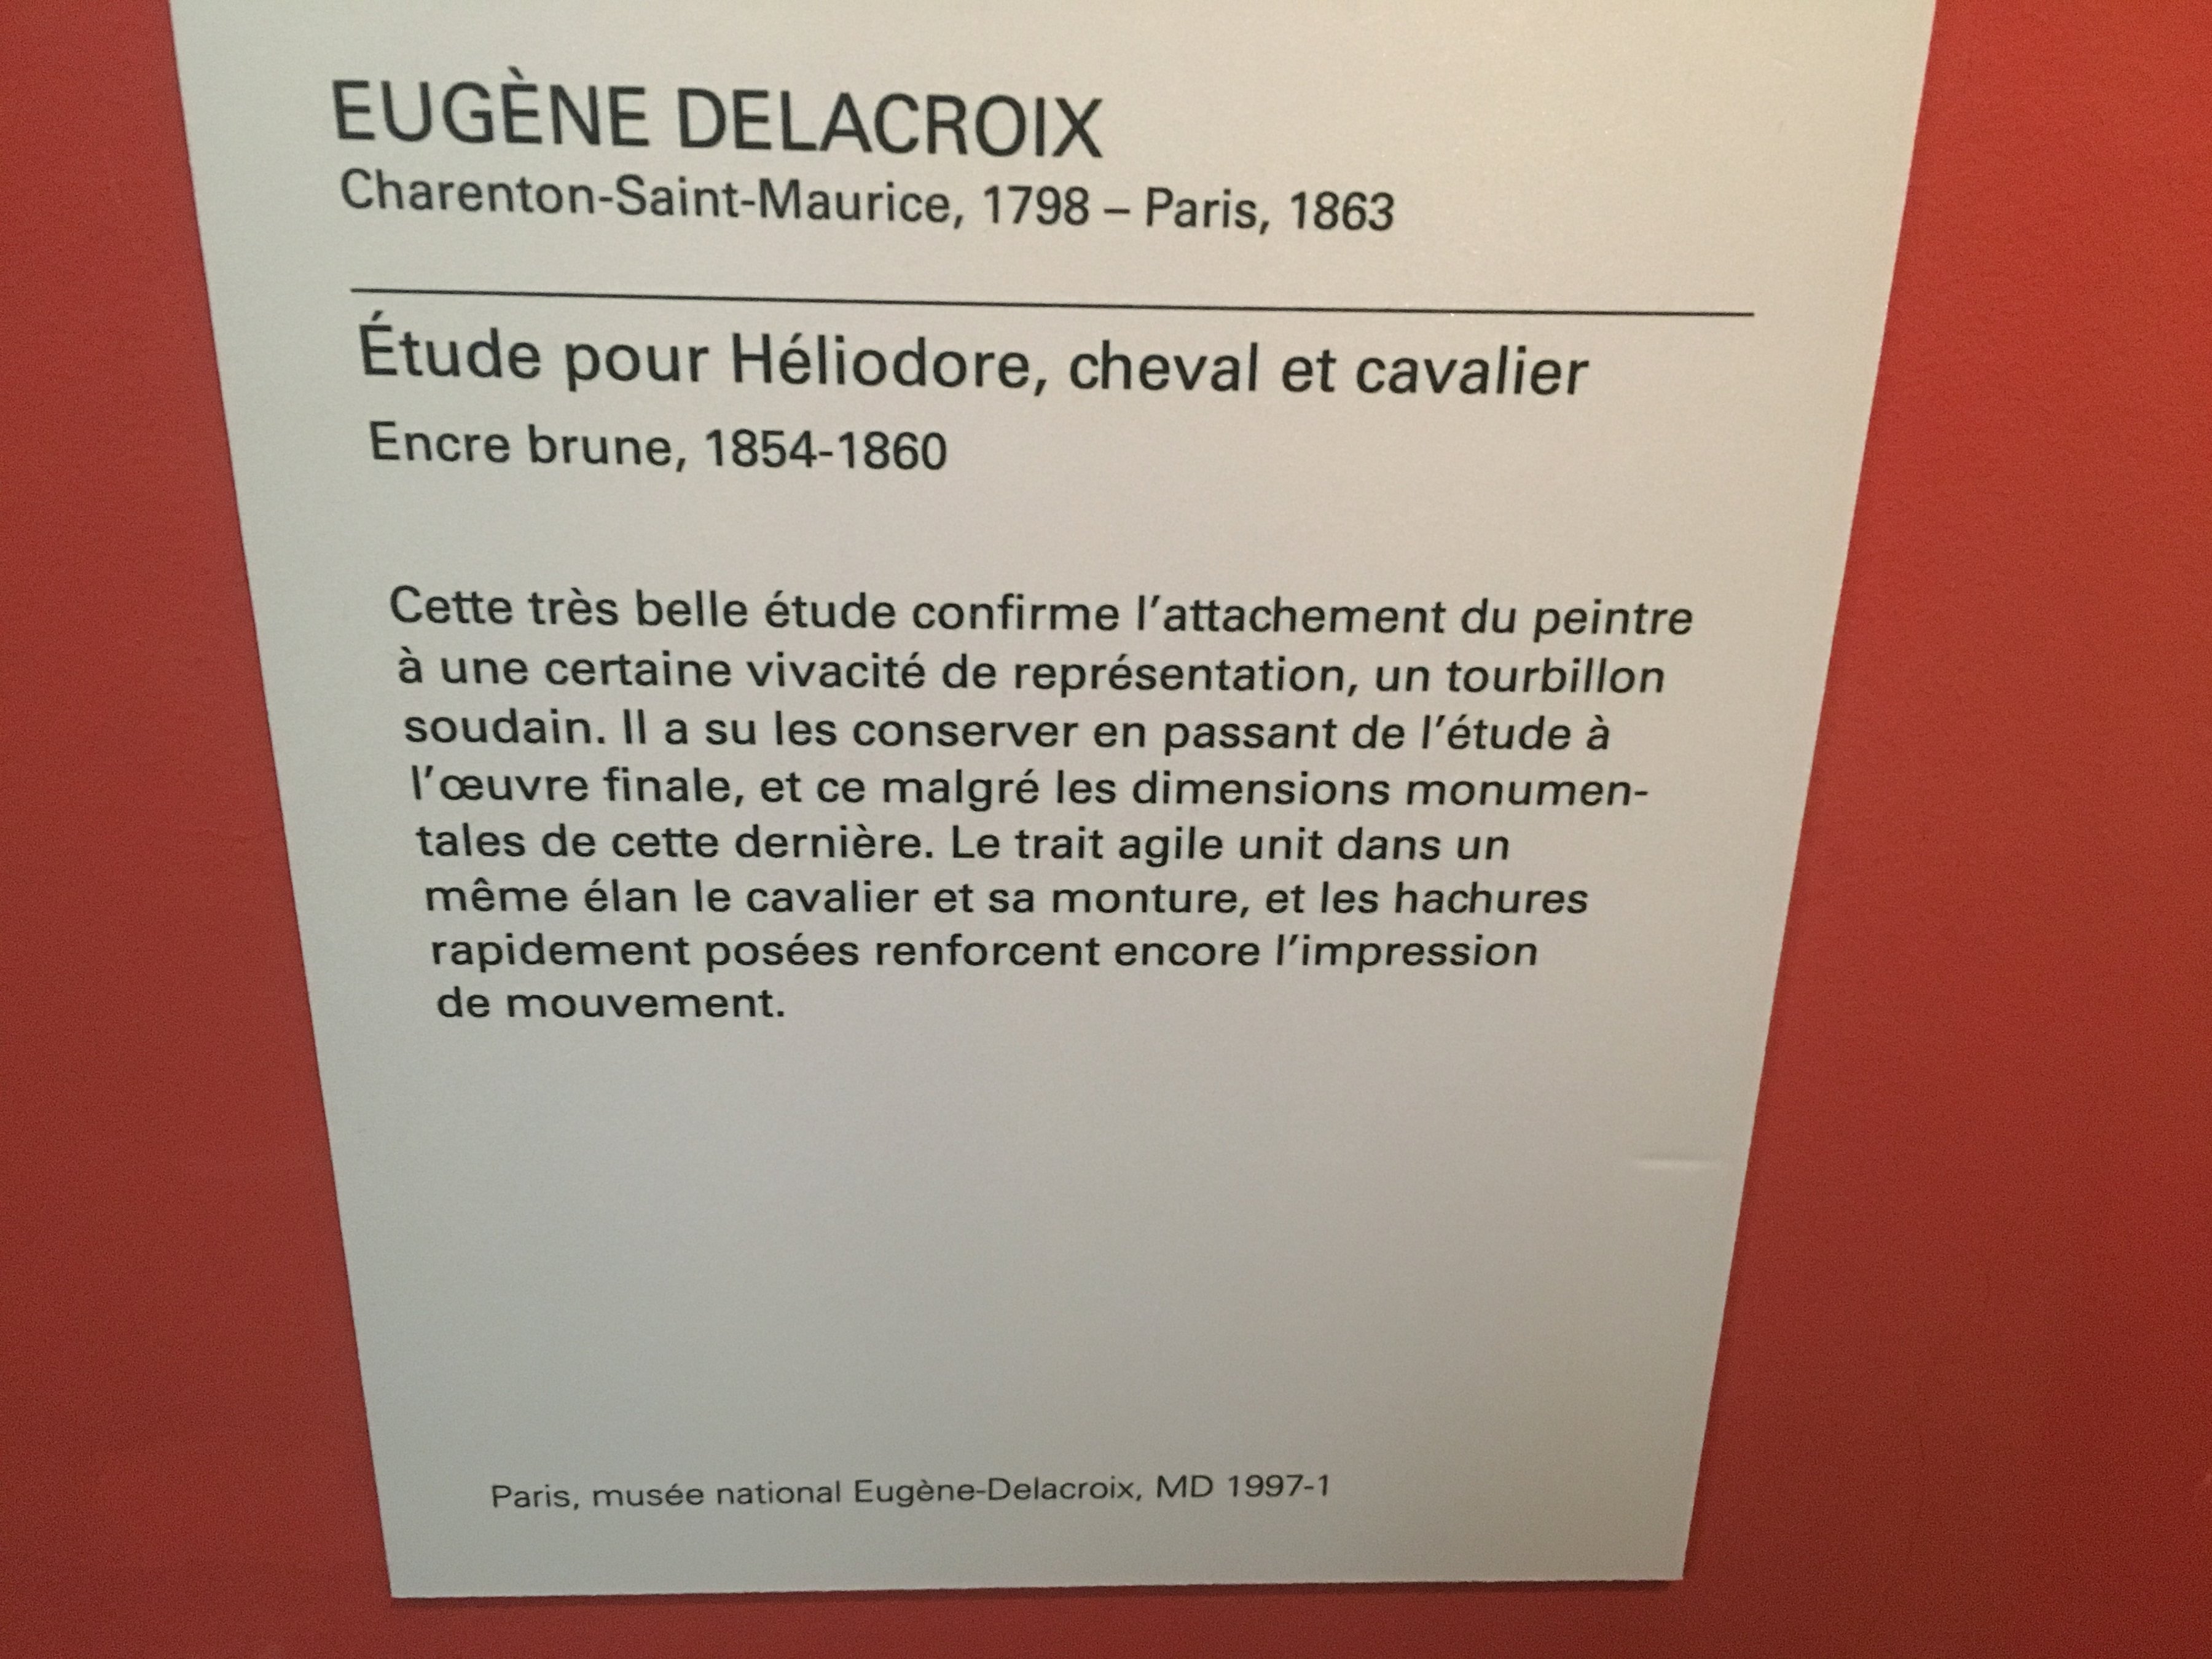 EUGÈNE DELACROIX
Charenton-Saint-Maurice, 1798 – Paris, 1863
Étude pour Héliodore, cheval et cavalier
Encre brune, 1854-1860
Cette très belle étude confirme l’attachement du peintre
à une certaine vivacité de représentation, un tourbillon
soudain. Il a su les conserver en passant de l’étude à
l’œuvre finale, et ce malgré les dimensions monumen-
tales de cette dernière. Le trait agile unit dans un
même élan le cavalier et sa monture, et les hachures
rapidement posées renforcent encore l’impression
de mouvement.
Paris, musée national Eugène-Delacroix, MD 1997-1